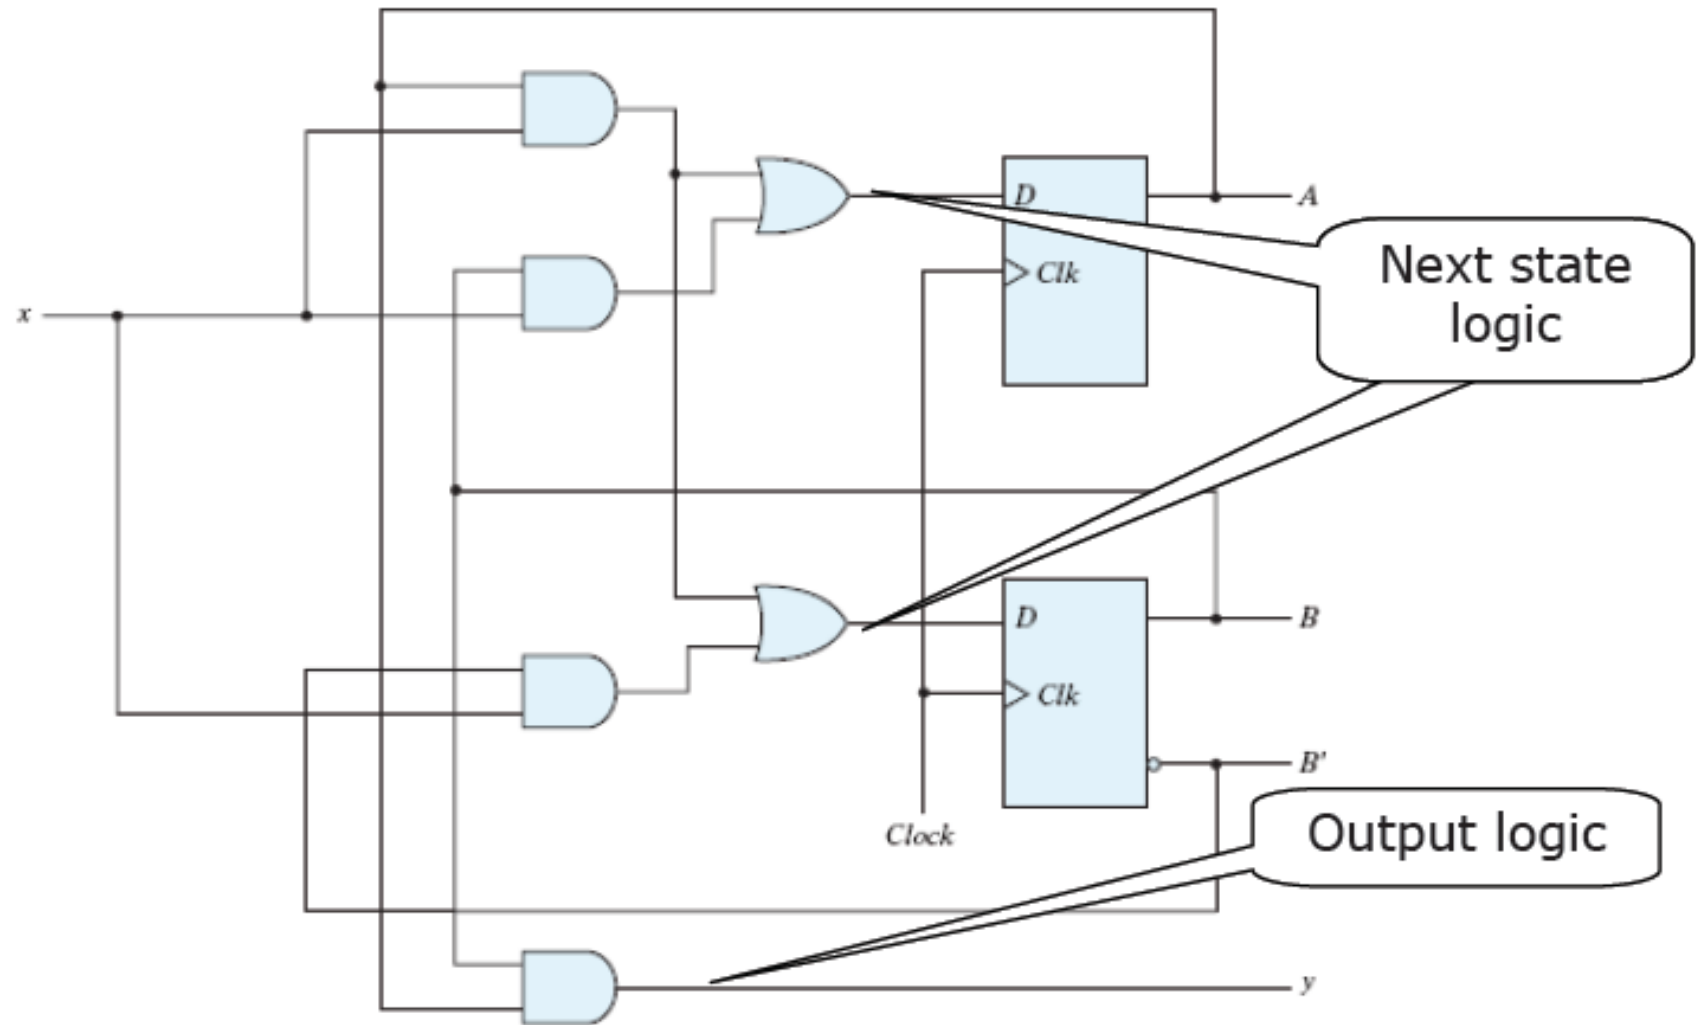 D
A
Next state
logic
Clk
x
D
B
Clk
B'
Clock
Output logic
y